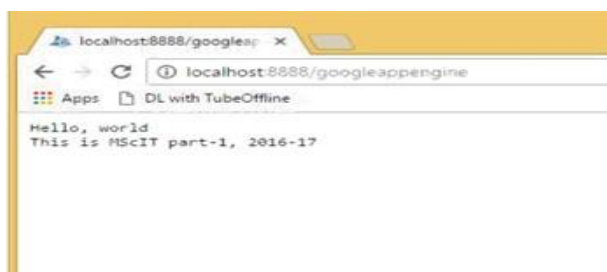 localhost:8888/googleap
localhost:8888/googleappengine
Apps DL with TubeOffline
Hello, world
This is MScIT part-1, 2016-17